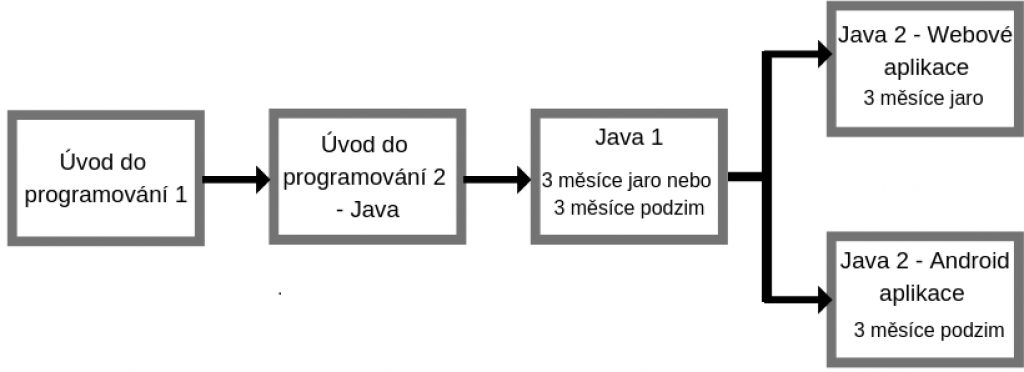 Úvod do
programování 1
Úvod do
programování 2
- Java
Java 1
3 měsíce jaro nebo
3 měsíce podzim
Java 2 - Webové
aplikace
3 měsíce jaro
Java 2 - Android
aplikace
3 měsíce podzim